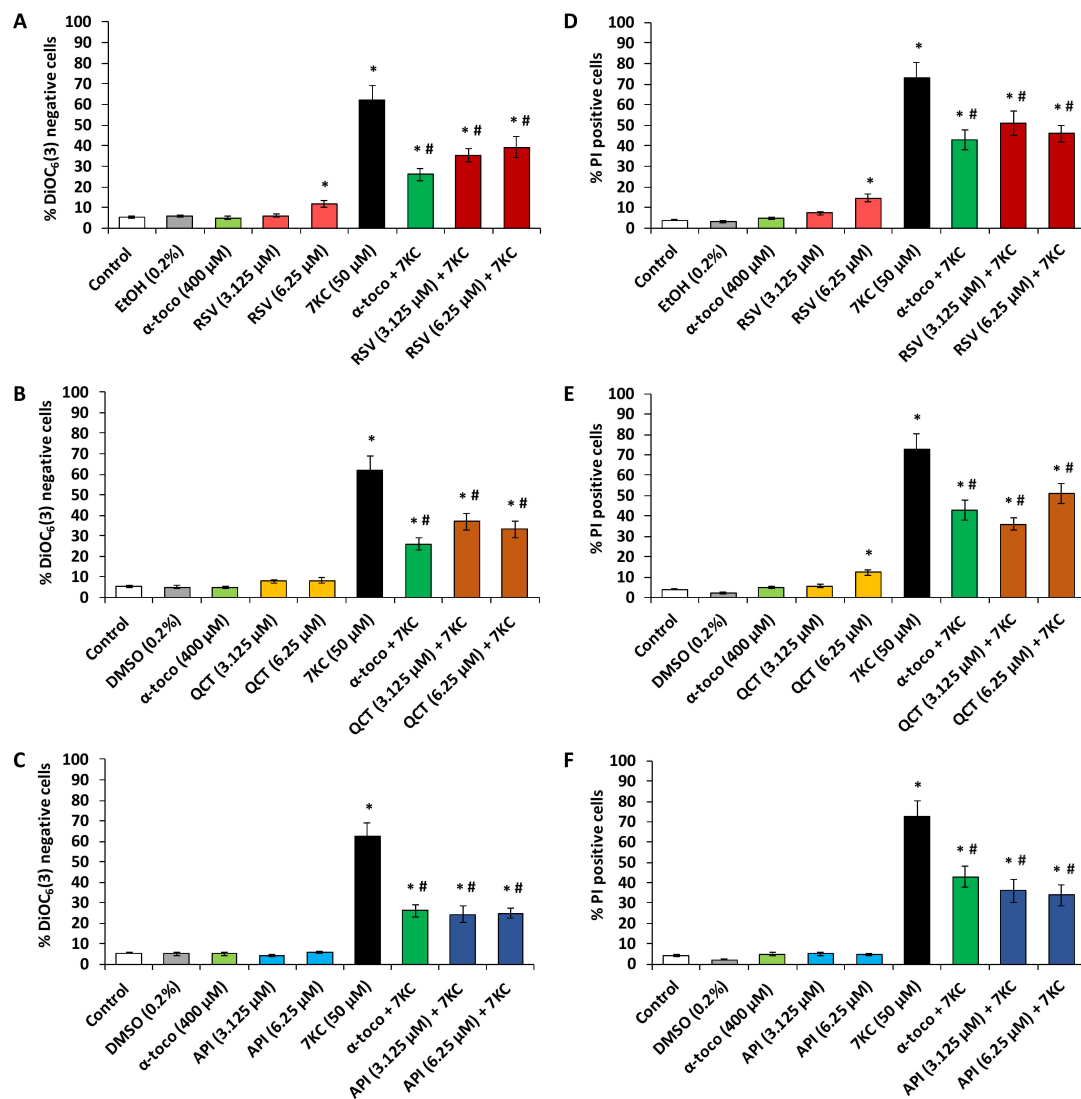 A
% DiOC6(3) negative cells
100
90
80
70
60
50
40
30
20
10
0
*
*
* #
* #
* #
Control
EtOH (0.2%)
α-toco (400 µM)
RSV (3.125 µM)
RSV (6.25 µM)
7KC (50 µM)
α-toco + 7KC
RSV (3.125 µM) + 7KC
RSV (6.25 µM) + 7KC
D
% PI positive cells
100
90
80
70
60
50
40
30
20
10
0
*
*
* #
* #
* #
Control
EtOH (0.2%)
α-toco (400 µM)
RSV (3.125 µM)
RSV (6.25 µM)
7KC (50 µM)
α-toco + 7KC
RSV (3.125 µM) + 7KC
RSV (6.25 µM) + 7KC
B
% DiOC6(3) negative cells
100
90
80
70
60
50
40
30
20
10
0
*
* #
* #
* #
Control
DMSO (0.2%)
α-toco (400 µM)
QCT (3.125 µM)
QCT (6.25 µM)
7KC (50 µM)
α-toco + 7KC
QCT (3.125 µM) + 7KC
QCT (6.25 µM) + 7KC
E
% PI positive cells
100
90
80
70
60
50
40
30
20
10
0
*
*
* #
* #
* #
Control
DMSO (0.2%)
α-toco (400 µM)
QCT (3.125 µM)
QCT (6.25 µM)
7KC (50 µM)
α-toco + 7KC
QCT (3.125 µM) + 7KC
QCT (6.25 µM) + 7KC
C
% DiOC6(3) negative cells
100
90
80
70
60
50
40
30
20
10
0
*
* #
* #
* #
Control
DMSO (0.2%)
α-toco (400 µM)
API (3.125 µM)
API (6.25 µM)
7KC (50 µM)
α-toco + 7KC
API (3.125 µM) + 7KC
API (6.25 µM) + 7KC
F
% PI positive cells
100
90
80
70
60
50
40
30
20
10
0
*
* #
* #
* #
Control
DMSO (0.2%)
α-toco (400 µM)
API (3.125 µM)
API (6.25 µM)
7KC (50 µM)
α-toco + 7KC
API (3.125 µM) + 7KC
API (6.25 µM) + 7KC